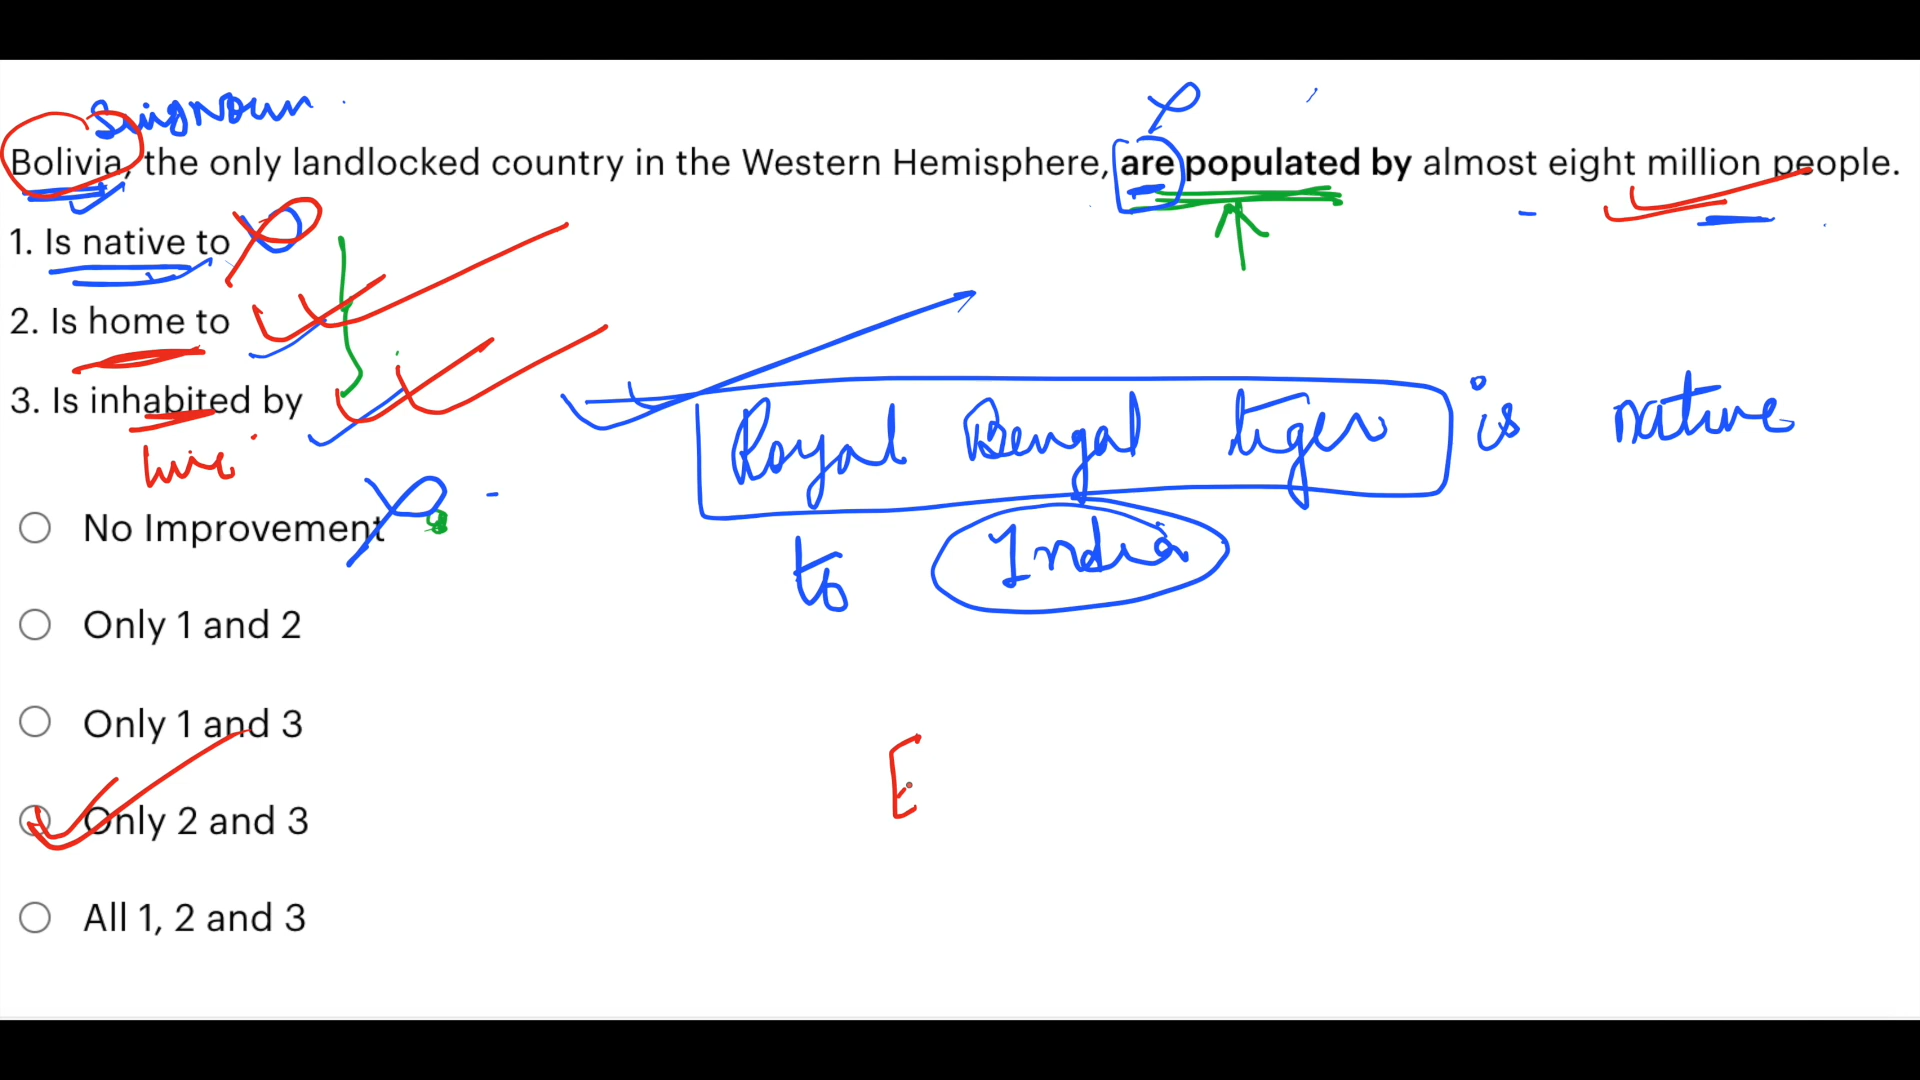 Sing Noun
Bolivia, the only landlocked country in the Western Hemisphere, are populated by almost eight million people.
1. Is native to
2. Is home to
3. Is inhabited by
Royal Bengal tiger is native
to India
No Improvement
Only 1 and 2
Only 1 and 3
Only 2 and 3
All 1, 2 and 3